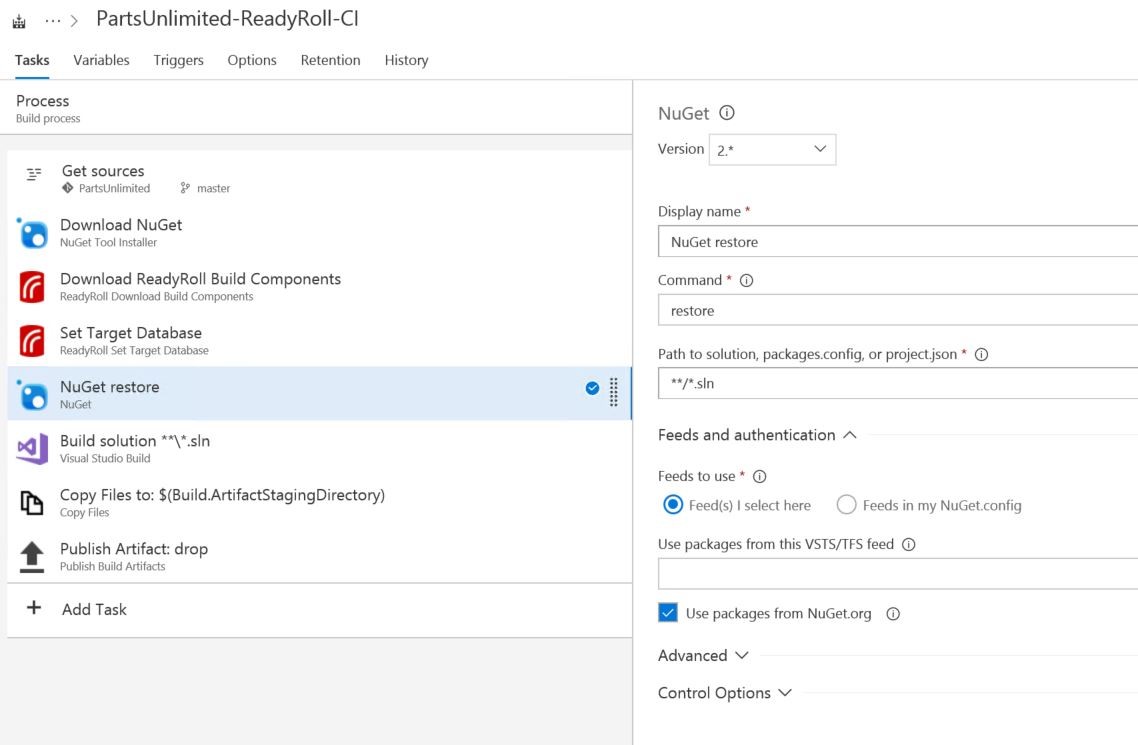 ... > PartsUnlimited-ReadyRoll-CI
Tasks Variables Triggers Options Retention History
Process
Build process
Get sources
PartsUnlimited master
Download NuGet
NuGet Tool Installer
Download ReadyRoll Build Components
ReadyRoll Download Build Components
Set Target Database
ReadyRoll Set Target Database
NuGet restore
NuGet
Build solution **\*.sln
Visual Studio Build
Copy Files to: $(Build.ArtifactStagingDirectory)
Copy Files
Publish Artifact: drop
Publish Build Artifacts
+ Add Task
NuGet
Version 2.*
Display name *
NuGet restore
Command *
restore
Path to solution, packages.config, or project.json *
**/*.sln
Feeds and authentication
Feeds to use *
Feed(s) I select here Feeds in my NuGet.config
Use packages from this VSTS/TFS feed
Use packages from NuGet.org
Advanced
Control Options